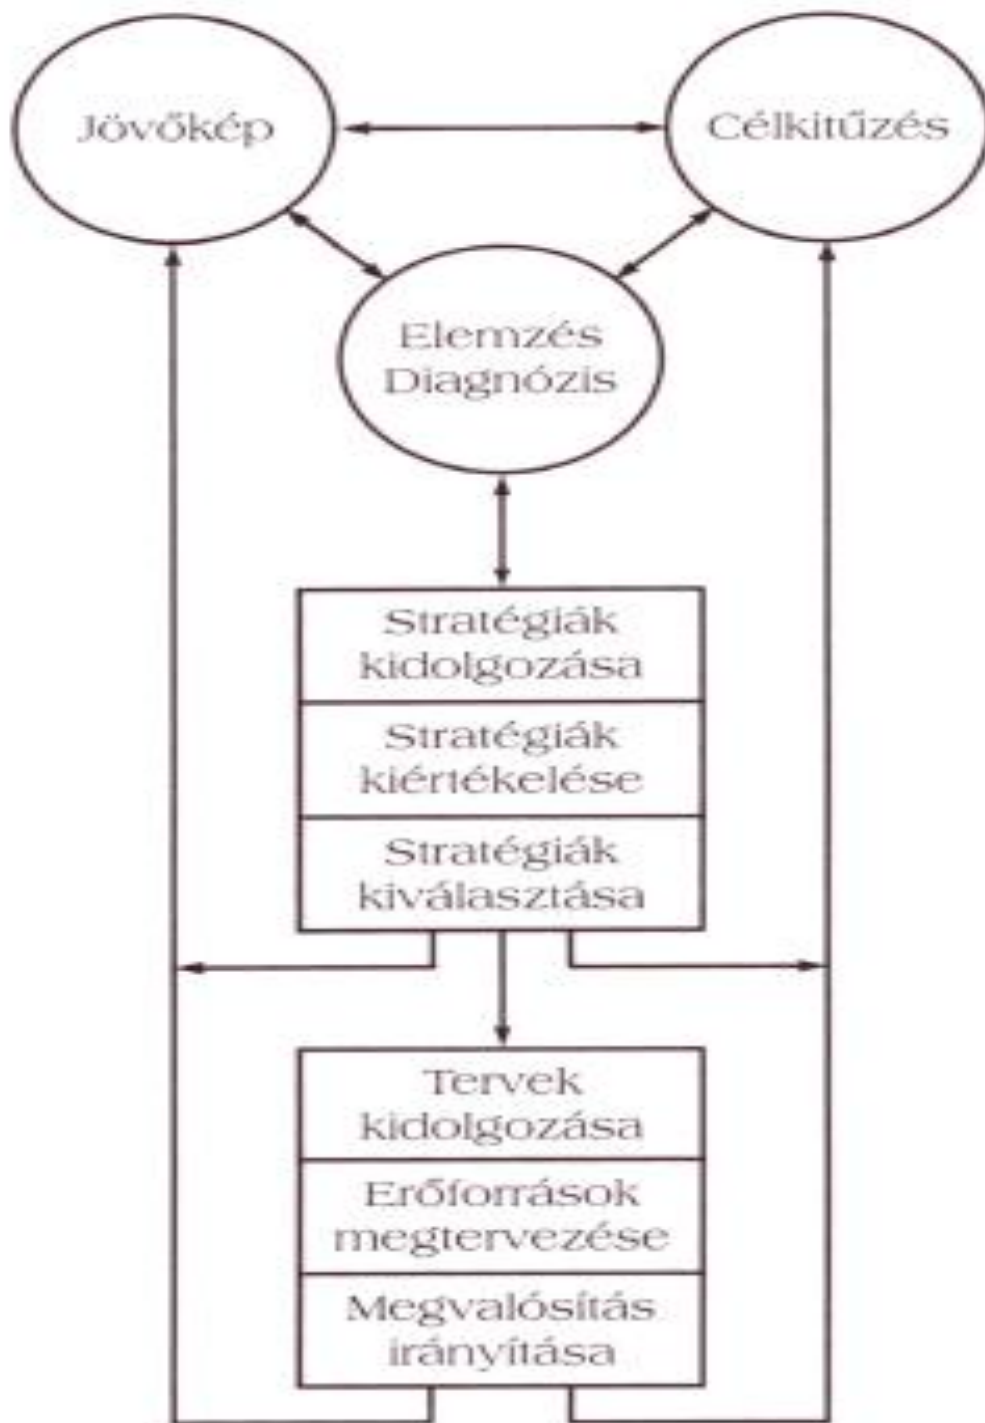 Jövőkép
Célkitűzés
Elemzés
Diagnózis
Stratégiák
kidolgozása
Stratégiák
kiértékelése
Stratégiák
kiválasztása
Tervek
kidolgozása
Erőforrások
megtervezése
Megvalósítás
irányítása